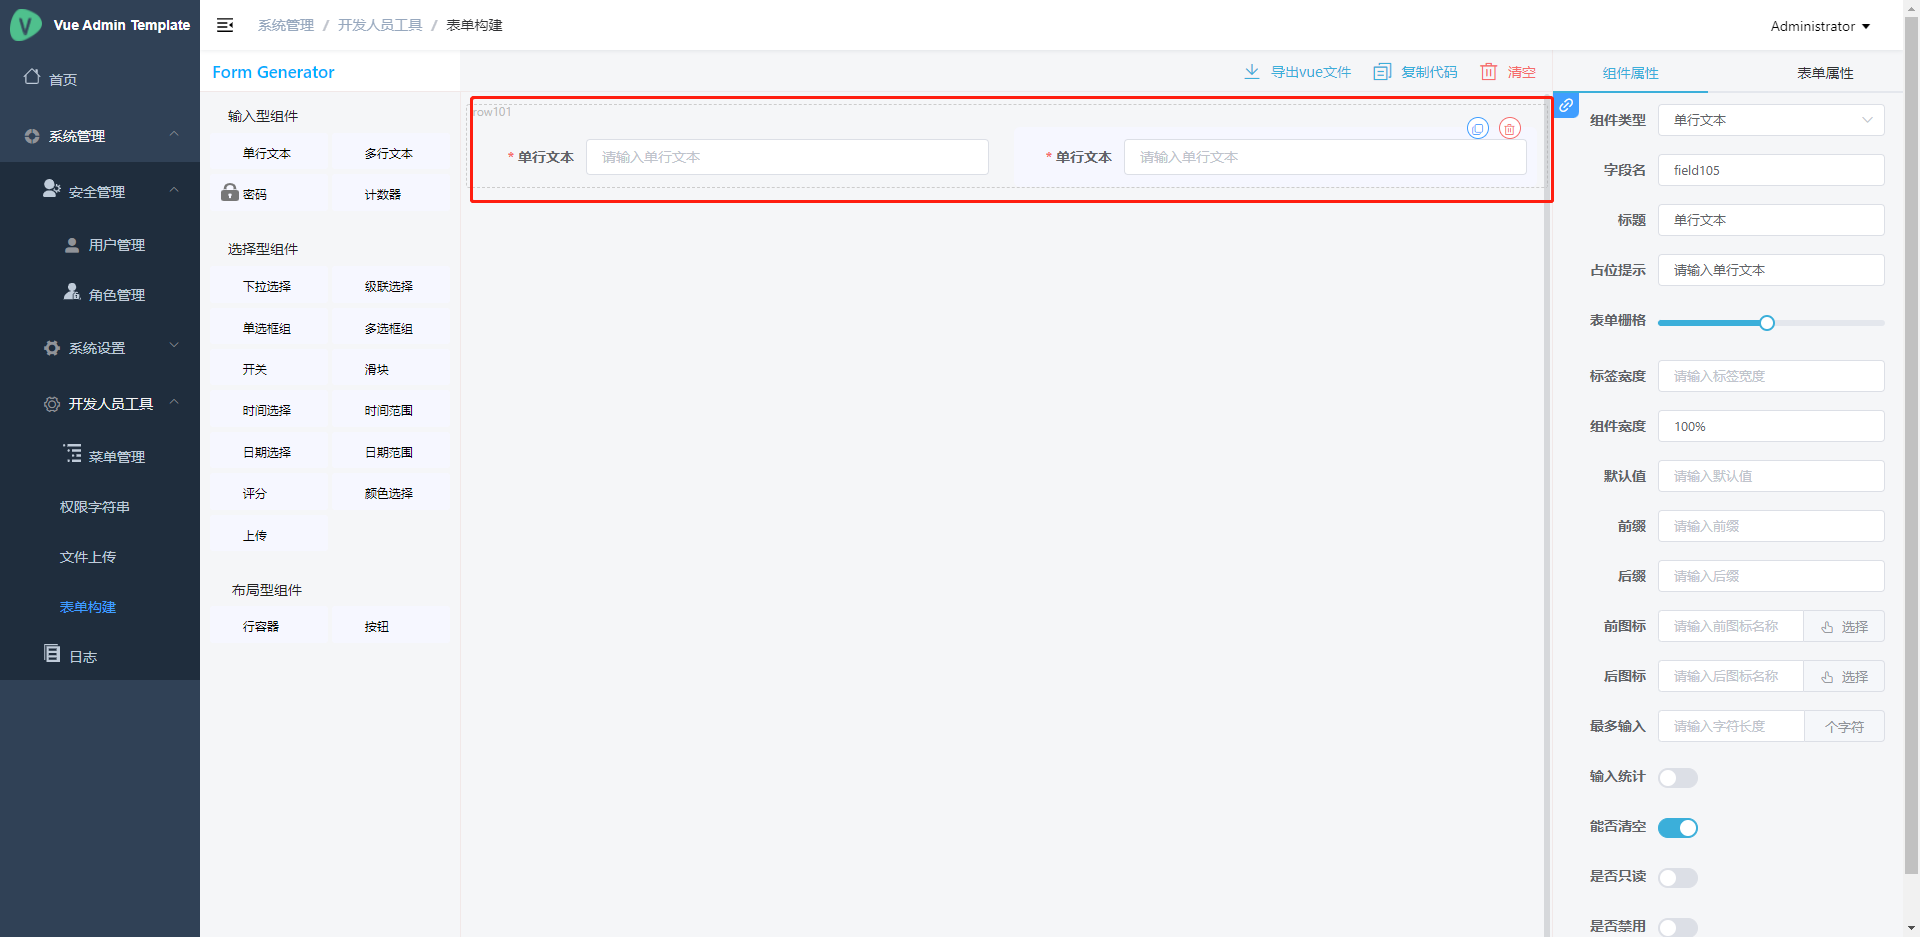 Vue Admin Template
首页
系统管理
安全管理
用户管理
角色管理
系统设置
开发人员工具
菜单管理
权限字符串
文件上传
表单构建
日志
系统管理 / 开发人员工具 / 表单构建
Administrator
Form Generator
输入型组件
单行文本 多行文本
密码 计数器
选择型组件
下拉选择 级联选择
单选框组 多选框组
开关 滑块
时间选择 时间范围
日期选择 日期范围
评分 颜色选择
上传
布局型组件
行容器 按钮
导出vue文件 复制代码 清空
row101
* 单行文本 请输入单行文本 * 单行文本 请输入单行文本
组件属性 表单属性
组件类型 单行文本
字段名 field105
标题 单行文本
占位提示 请输入单行文本
表单栅格
标签宽度 请输入标签宽度
组件宽度 100%
默认值 请输入默认值
前缀 请输入前缀
后缀 请输入后缀
前图标 请输入前图标名称 选择
后图标 请输入后图标名称 选择
最多输入 请输入字符长度 个字符
输入统计
能否清空
是否只读
是否禁用